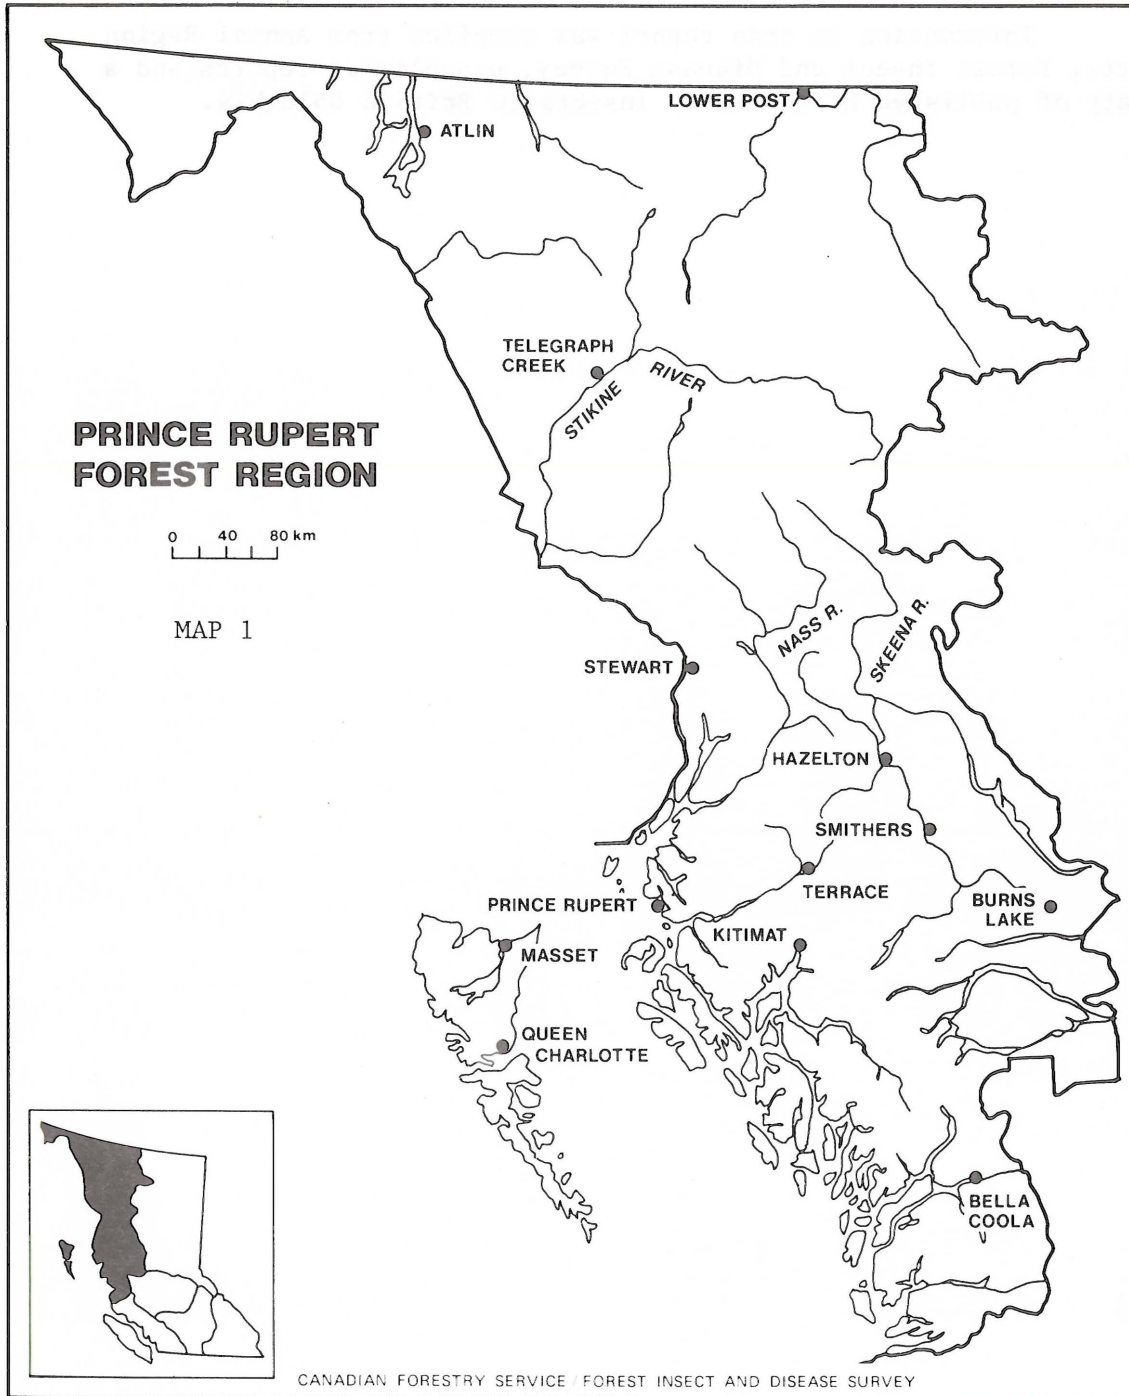 LOWER POST
ATLIN
TELEGRAPH
CREEK
STIKINE RIVER
PRINCE RUPERT
FOREST REGION
0 40 80 km
MAP 1
NASS R.
SKEENA R.
STEWART
HAZELTON
SMITHERS
TERRACE
PRINCE RUPERT
BURNS
LAKE
KITIMAT
MASSET
QUEEN
CHARLOTTE
BELLA
COOLA
CANADIAN FORESTRY SERVICE / FOREST INSECT AND DISEASE SURVEY